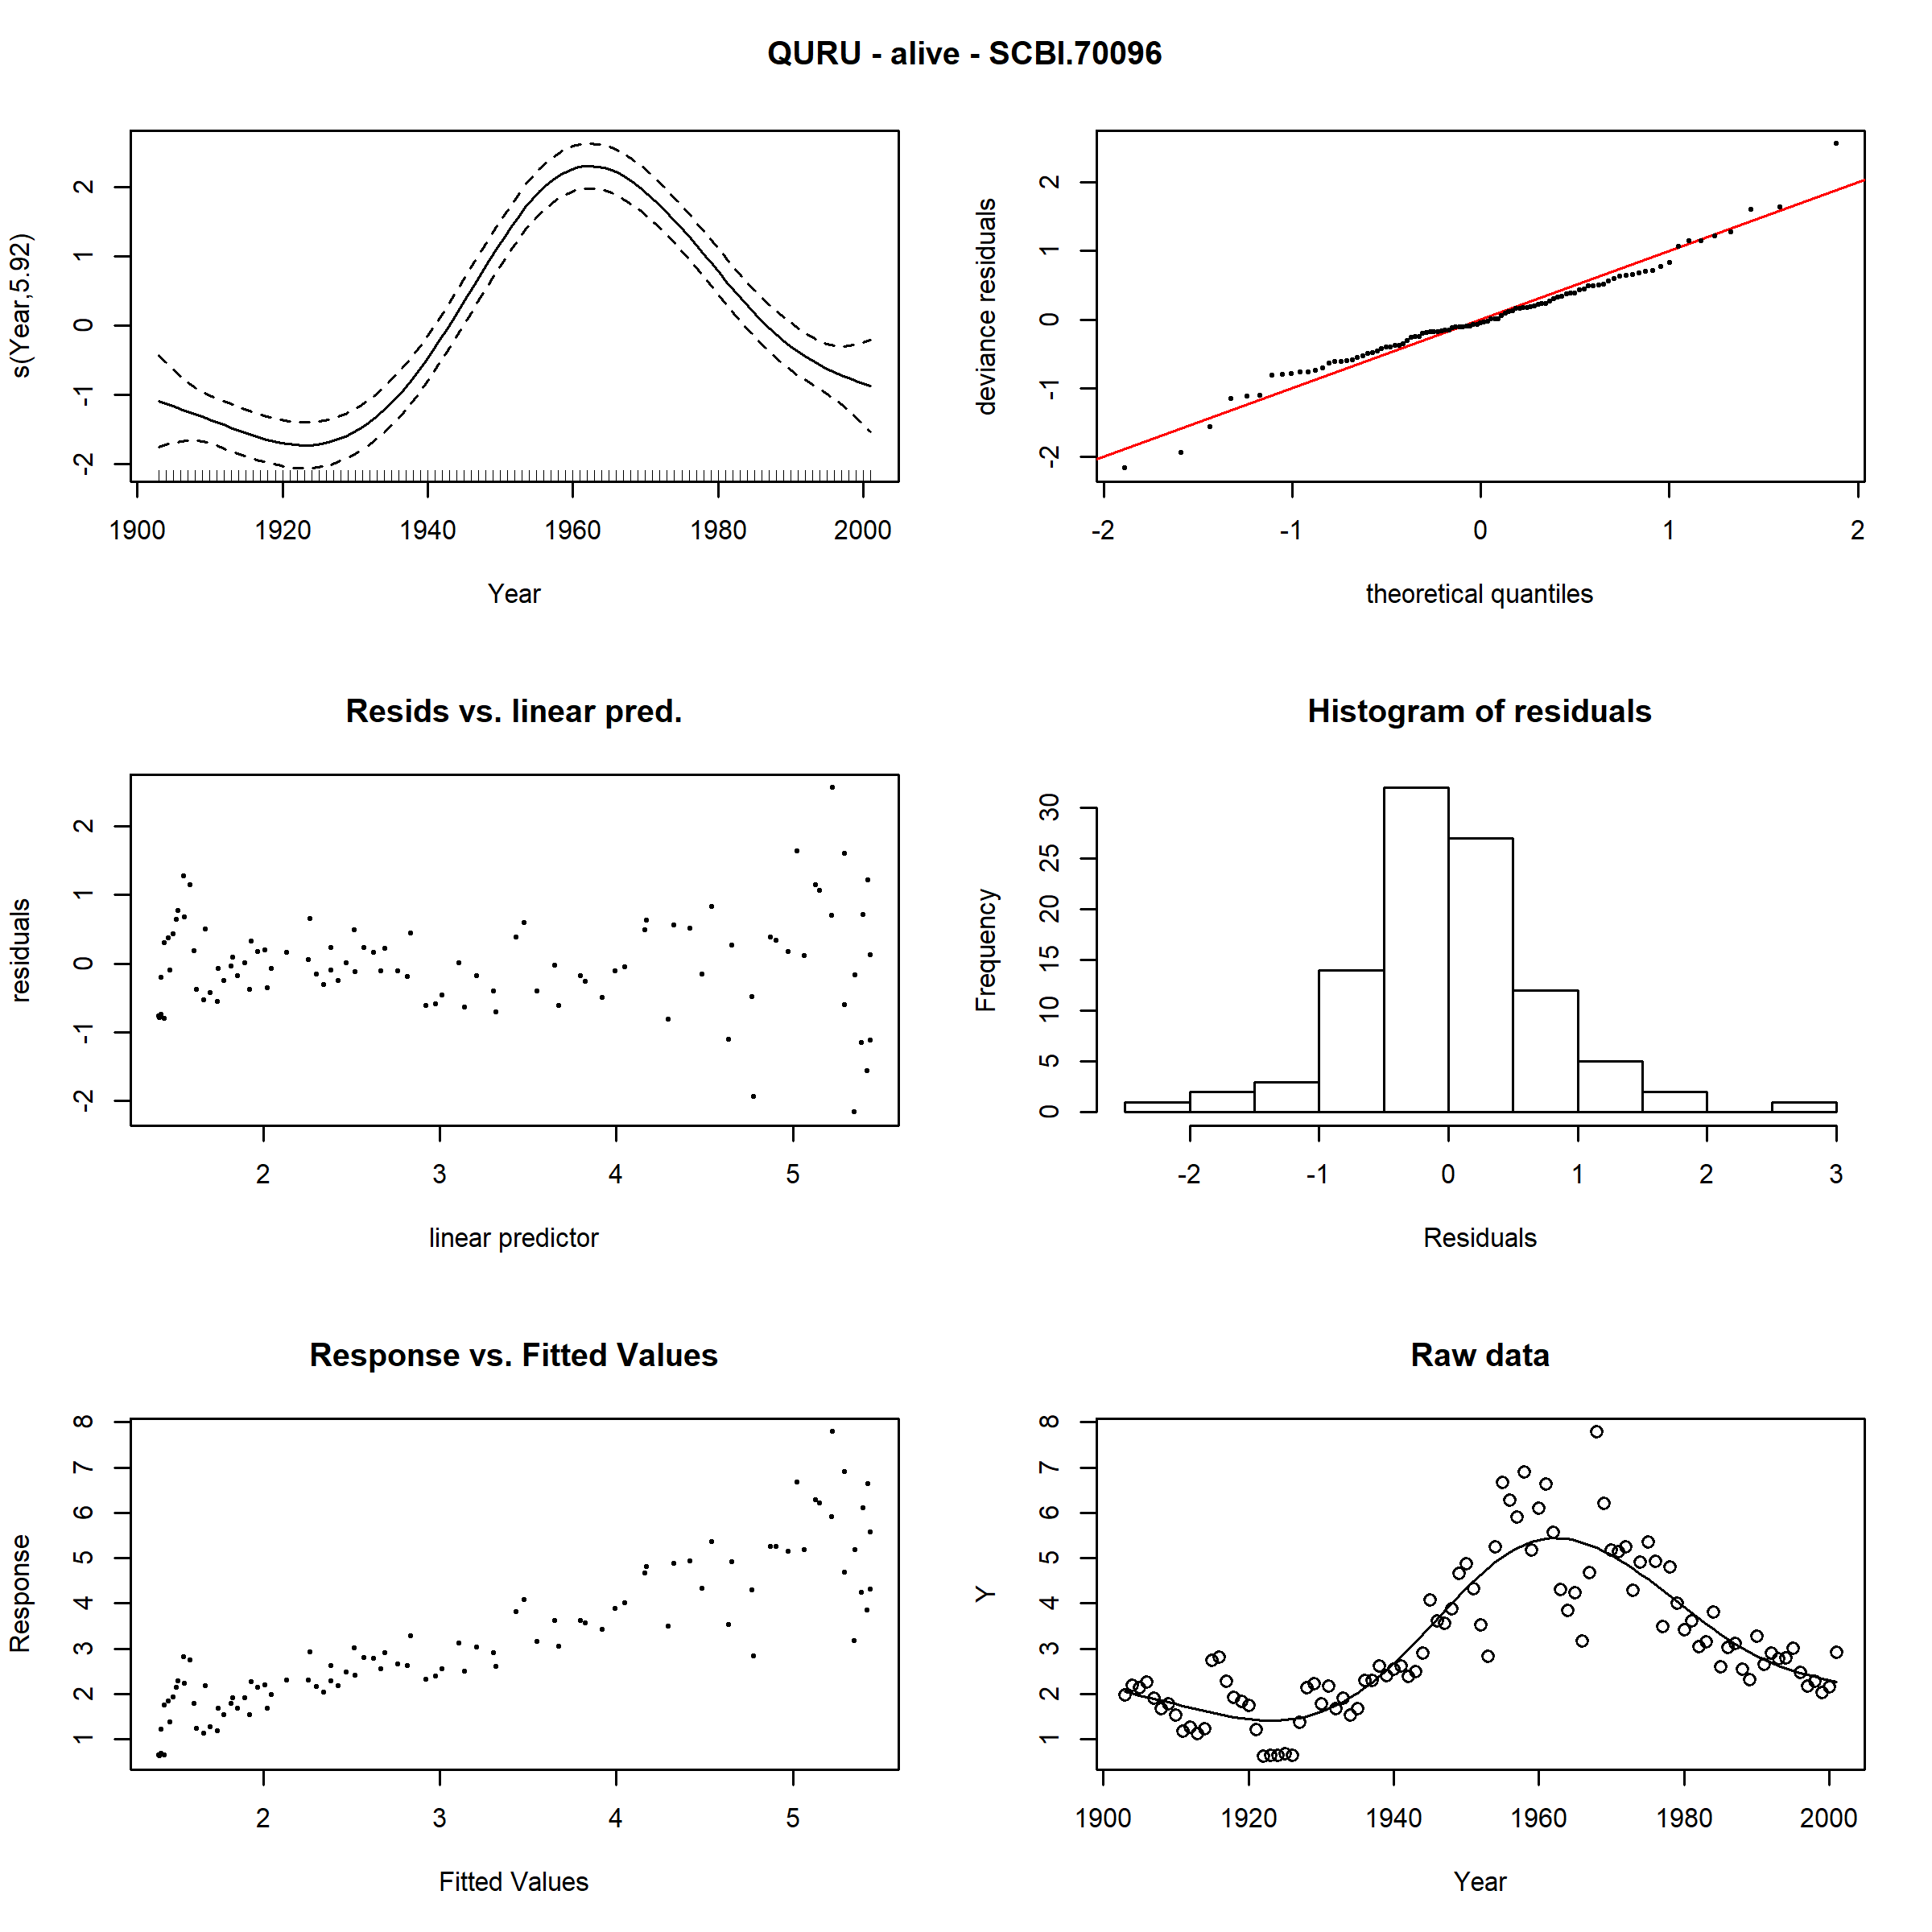 QURU - alive - SCBI.70096
s(Year,5.92)
2
1
0
-1
-2
1900 1920 1940 1960 1980 2000
Year
deviance residuals
2
1
0
-1
-2
-2 -1 0 1 2
theoretical quantiles
Resids vs. linear pred.
residuals
2
1
0
-1
-2
2 3 4 5
linear predictor
Histogram of residuals
Frequency
30
25
20
15
10
5
0
-2 -1 0 1 2 3
Residuals
Response vs. Fitted Values
Response
8
7
6
5
4
3
2
1
2 3 4 5
Fitted Values
Raw data
Y
8
7
6
5
4
3
2
1
1900 1920 1940 1960 1980 2000
Year